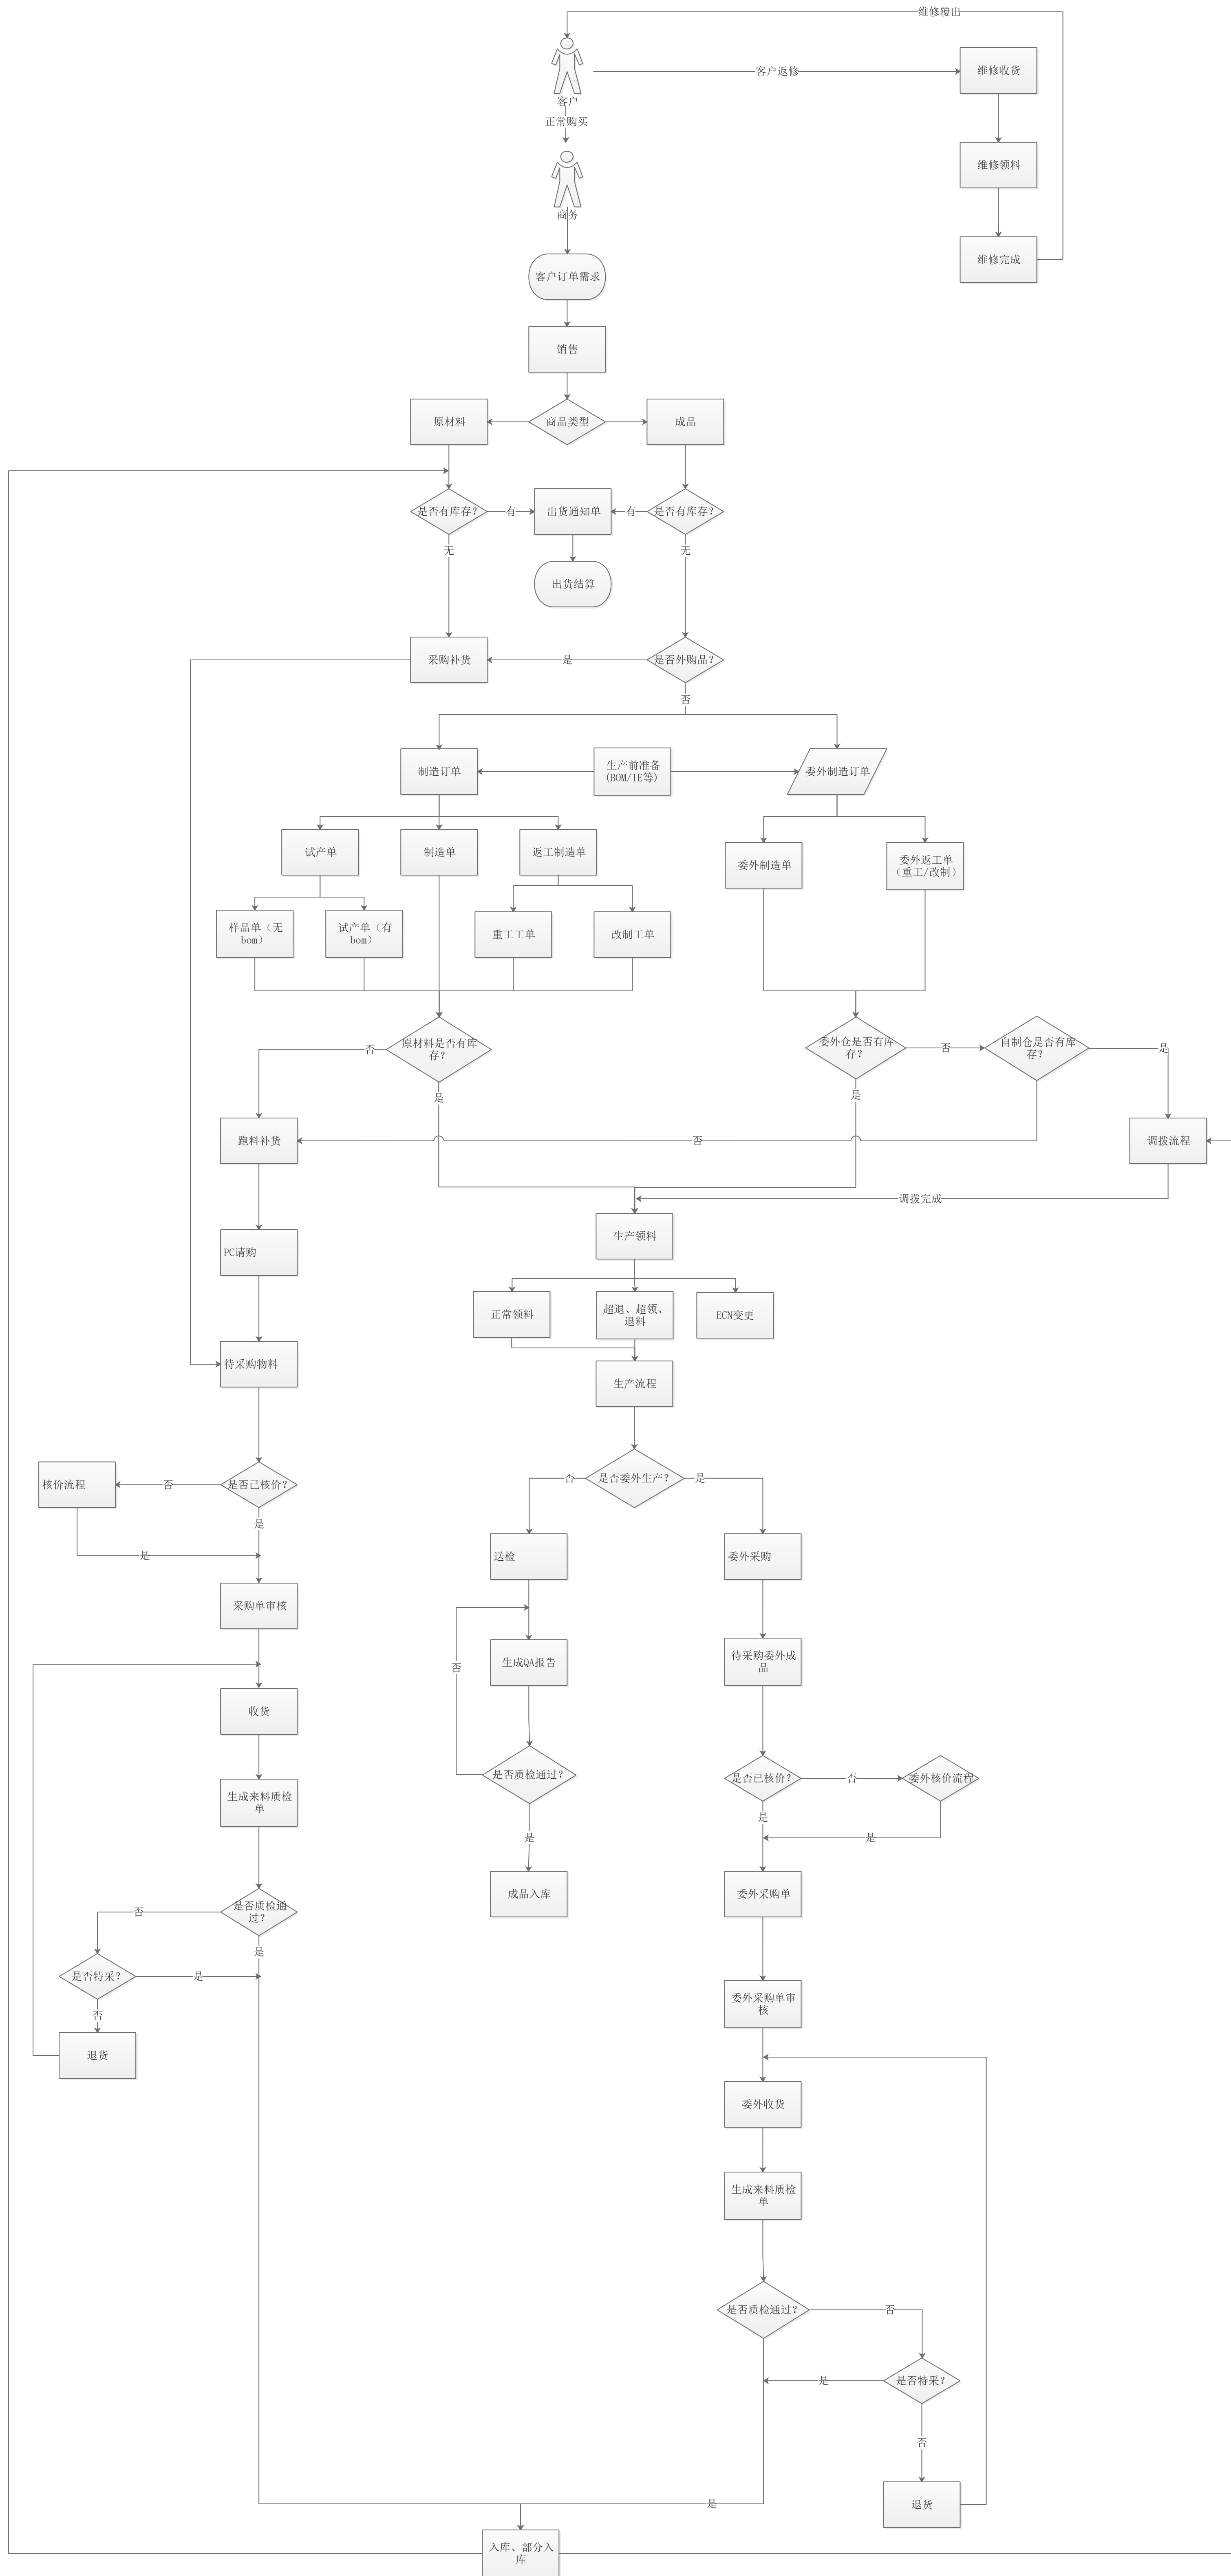 维修覆出
客户返修
维修收货
客户
正常购买
维修领料
商务
维修完成
客户订单需求
销售
原材料
商品类型
成品
是否有库存?
有
出货通知单
有
是否有库存?
无
无
出货结算
采购补货
是
是否外购品?
否
制造订单
生产前准备
(BOM/IE等)
委外制造订单
试产单
制造单
返工制造单
委外制造单
委外返工单
(重工/改制)
样品单(无
bom)
试产单(有
bom)
重工工单
改制工单
否
原材料是否有库
存?
委外仓是否有库
存?
否
自制仓是否有库
存?
是
是
是
跑料补货
否
调拨流程
调拨完成
生产领料
PC请购
正常领料
超退、超领、
退料
ECN变更
待采购物料
生产流程
核价流程
否
是否已核价?
否
是否委外生产?
是
是
是
送检
委外采购
采购单审核
否
生成QA报告
待采购委外成
品
收货
是否质检通过?
是否已核价?
否
委外核价流程
生成来料质检
单
是
是
是
成品入库
委外采购单
否
是否质检通
过?
是
是否特采?
是
委外采购单审
核
否
退货
委外收货
生成来料质检
单
是否质检通过?
否
是
是否特采?
否
是
退货
入库、部分入
库